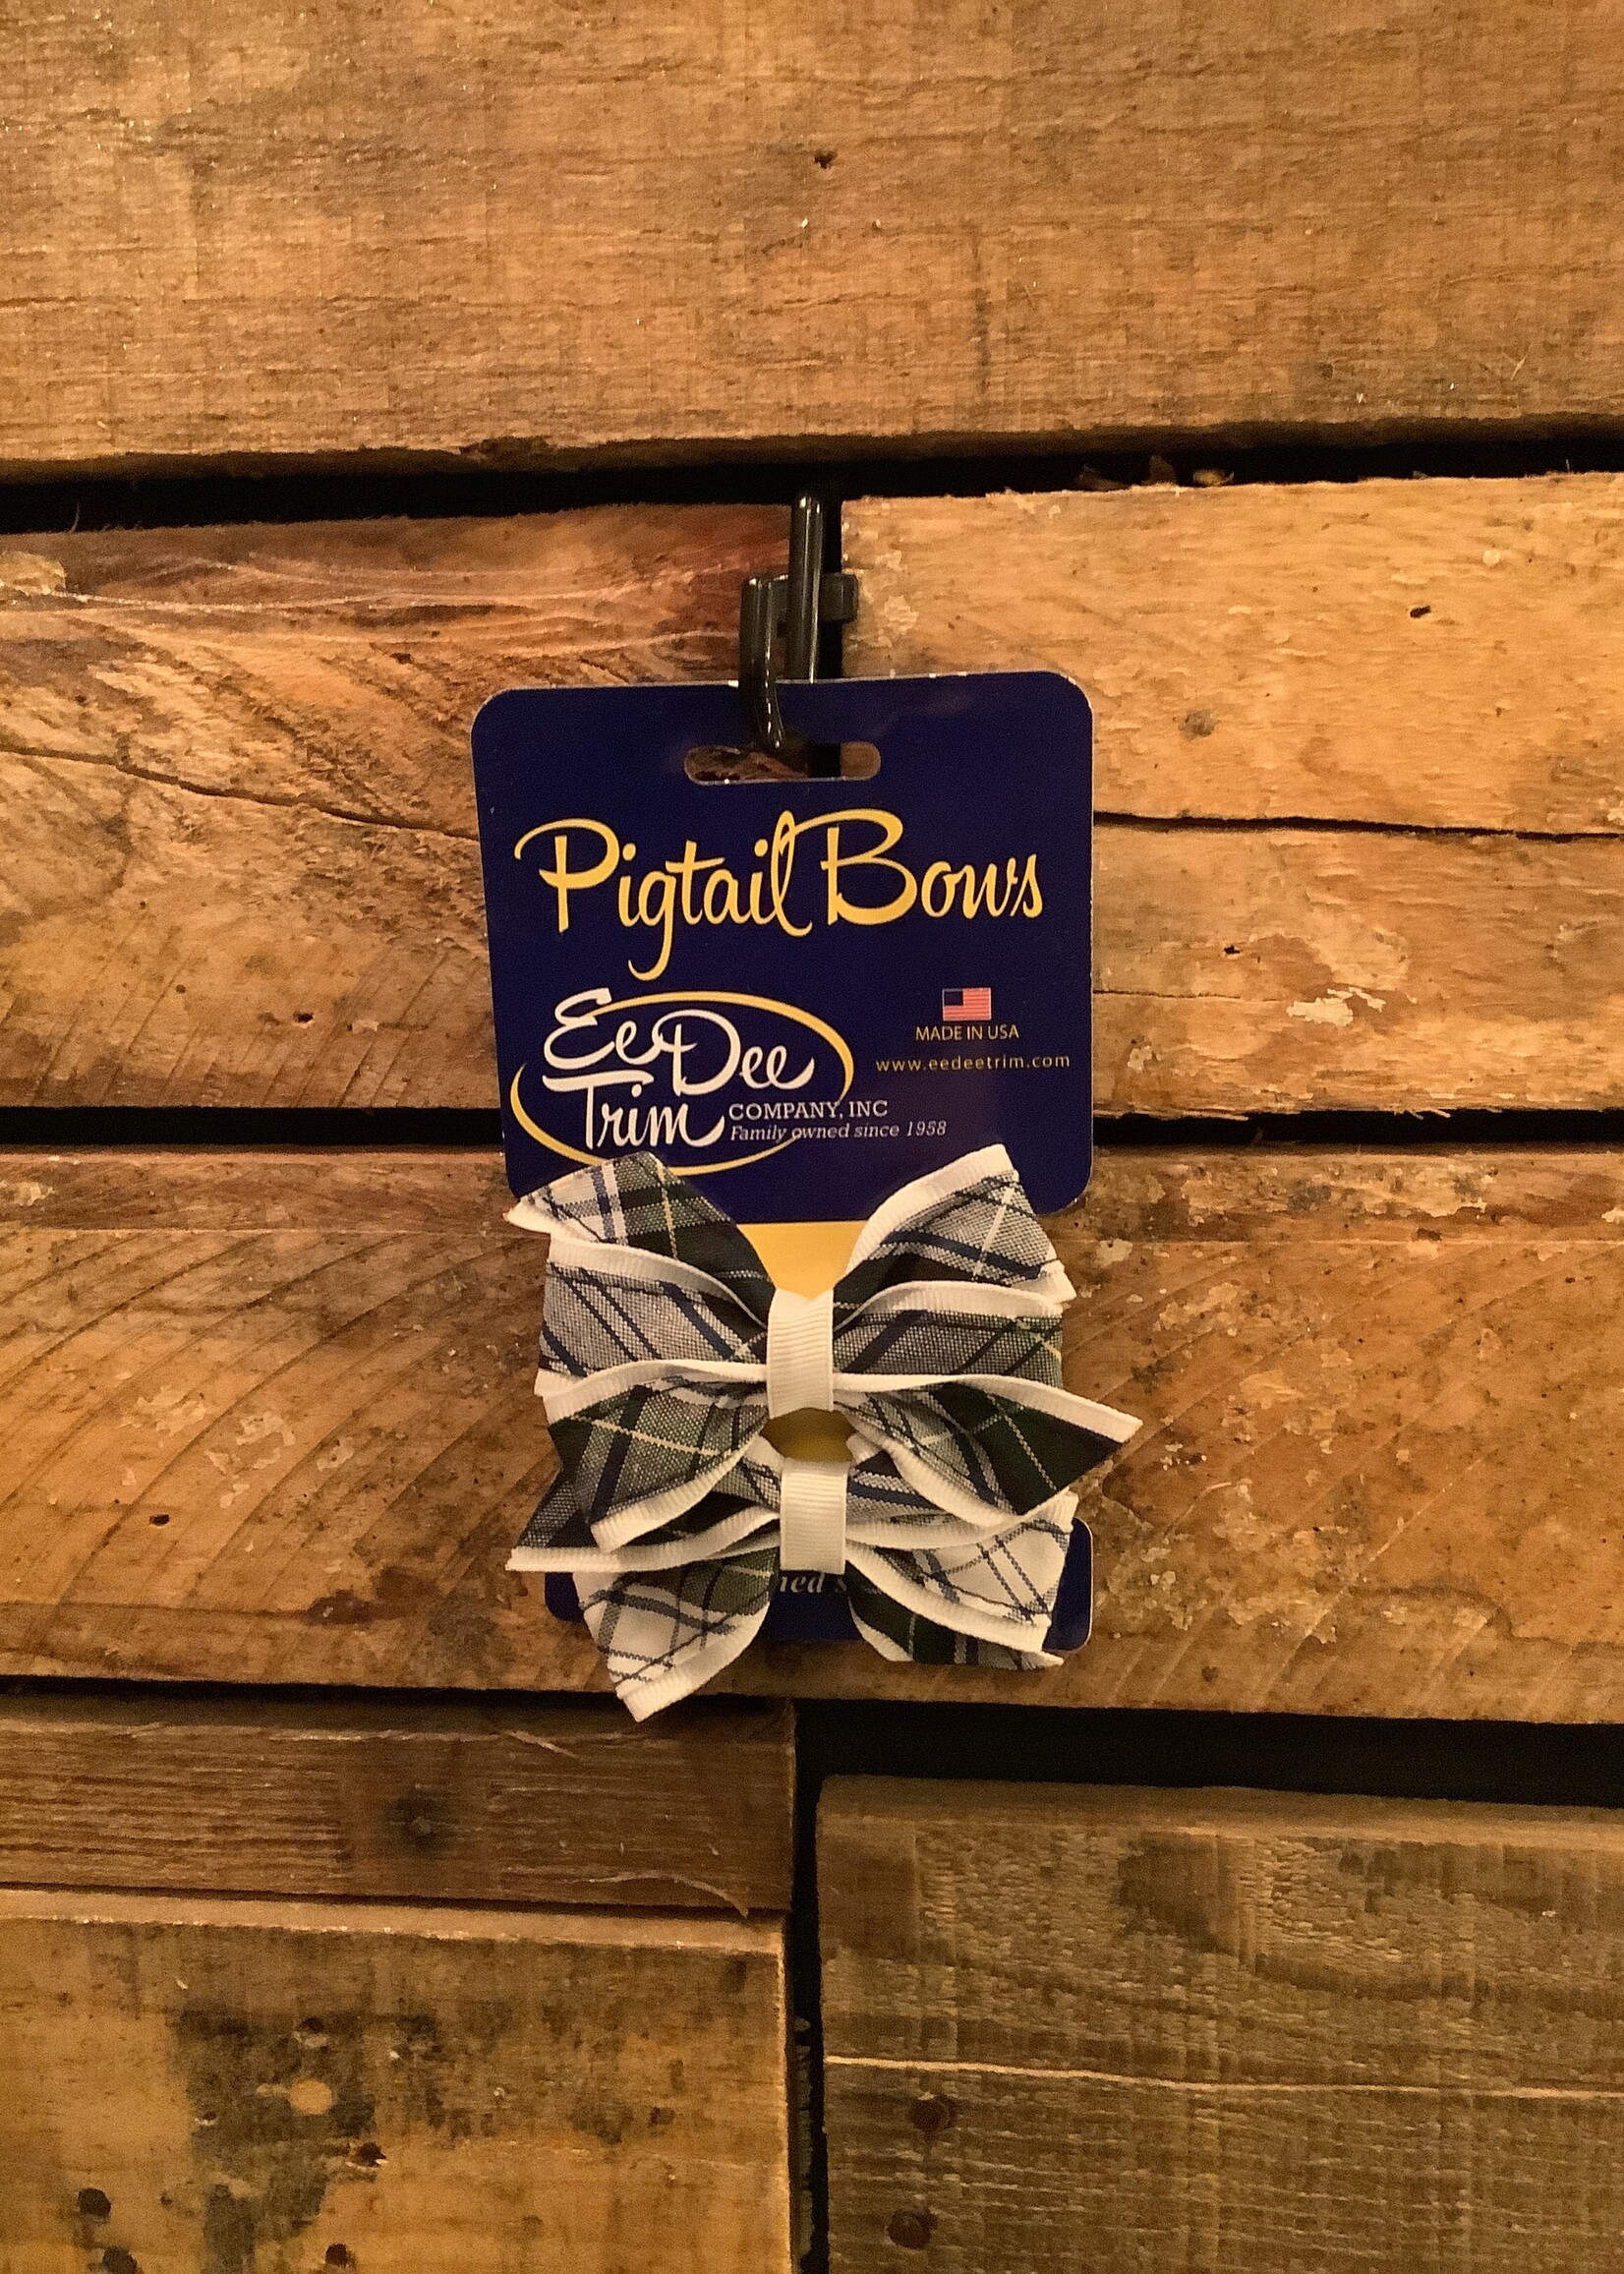 Pigtail Bows
Ee Dee
Trim
COMPANY, INC
Family owned since 1958
MADE IN USA
www.eedeetrim.com